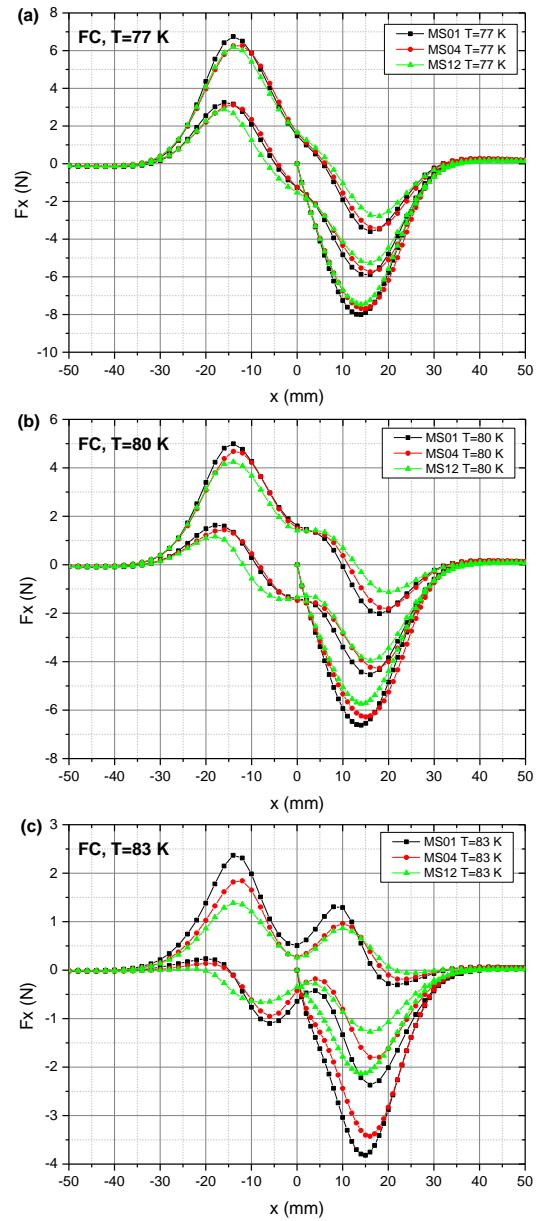 (a)
FC, T=77 K
MS01 T=77 K
MS04 T=77 K
MS12 T=77 K
8
6
4
2
0
-2
-4
-6
-8
-10
Fx (N)
-50 -40 -30 -20 -10 0 10 20 30 40 50
x (mm)
(b)
FC, T=80 K
MS01 T=80 K
MS04 T=80 K
MS12 T=80 K
6
4
2
0
-2
-4
-6
-8
Fx (N)
-50 -40 -30 -20 -10 0 10 20 30 40 50
x (mm)
(c)
FC, T=83 K
MS01 T=83 K
MS04 T=83 K
MS12 T=83 K
3
2
1
0
-1
-2
-3
-4
Fx (N)
-50 -40 -30 -20 -10 0 10 20 30 40 50
x (mm)